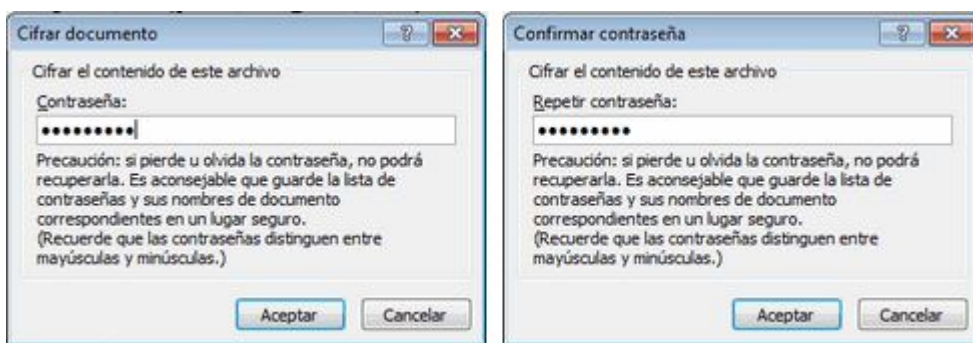 Cifrar documento
Cifrar el contenido de este archivo
Contraseña:
●●●●●●●●●
Precaución: si pierde u olvida la contraseña, no podrá
recuperarla. Es aconsejable que guarde la lista de
contraseñas y sus nombres de documento
correspondientes en un lugar seguro.
(Recuerde que las contraseñas distinguen entre
mayúsculas y minúsculas.)
Aceptar Cancelar
Confirmar contraseña
Cifrar el contenido de este archivo
Repetir contraseña:
●●●●●●●●●
Precaución: si pierde u olvida la contraseña, no podrá
recuperarla. Es aconsejable que guarde la lista de
contraseñas y sus nombres de documento
correspondientes en un lugar seguro.
(Recuerde que las contraseñas distinguen entre
mayúsculas y minúsculas.)
Aceptar Cancelar